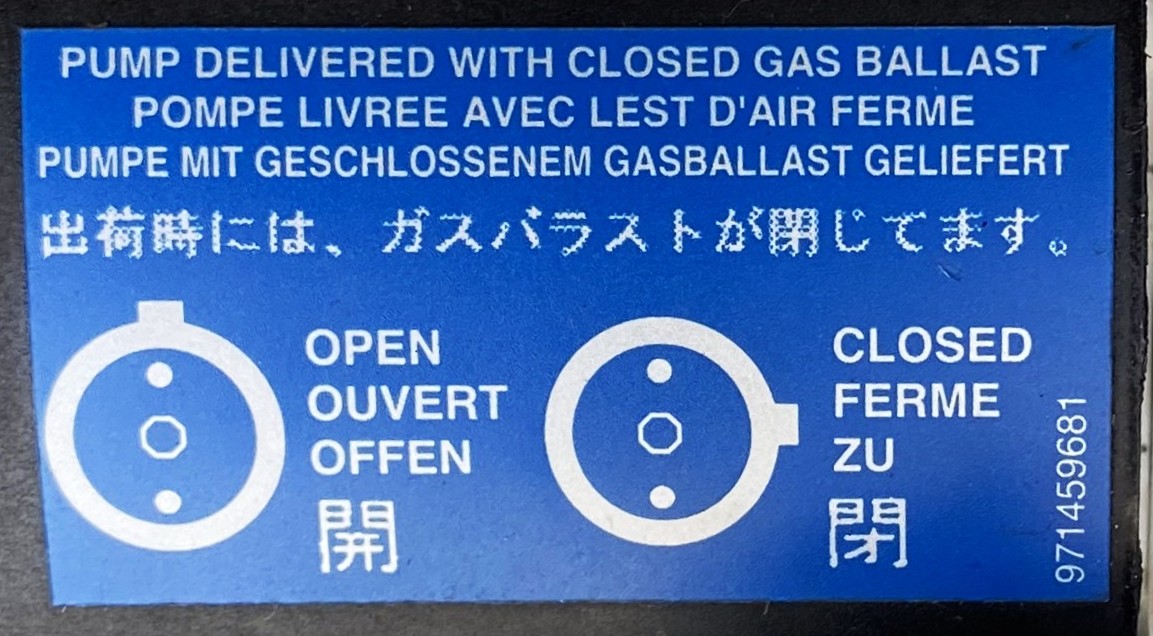 PUMP DELIVERED WITH CLOSED GAS BALLAST
POMPE LIVREE AVEC LEST D'AIR FERME
PUMPE MIT GESCHLOSSENEM GASBALLAST GELIEFERT
出荷時には、ガスバラストが閉じてます。
OPEN
OUVERT
OFFEN
開
CLOSED
FERME
ZU
閉
971459681